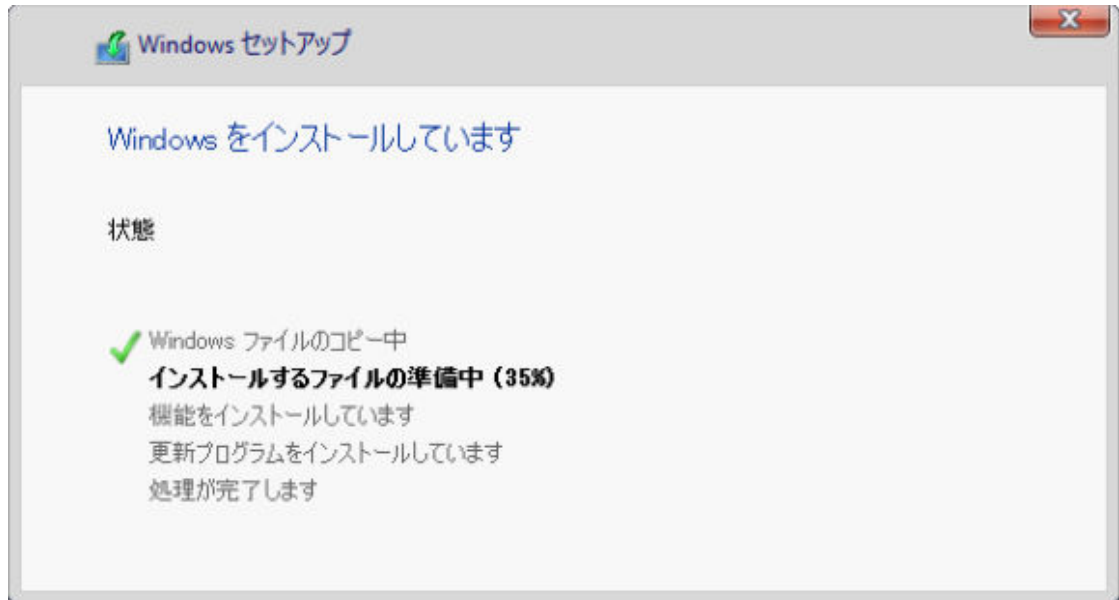 Windows セットアップ
Windows をインストールしています
状態
Windows ファイルのコピー中
インストールするファイルの準備中 (35%)
機能をインストールしています
更新プログラムをインストールしています
処理が完了します